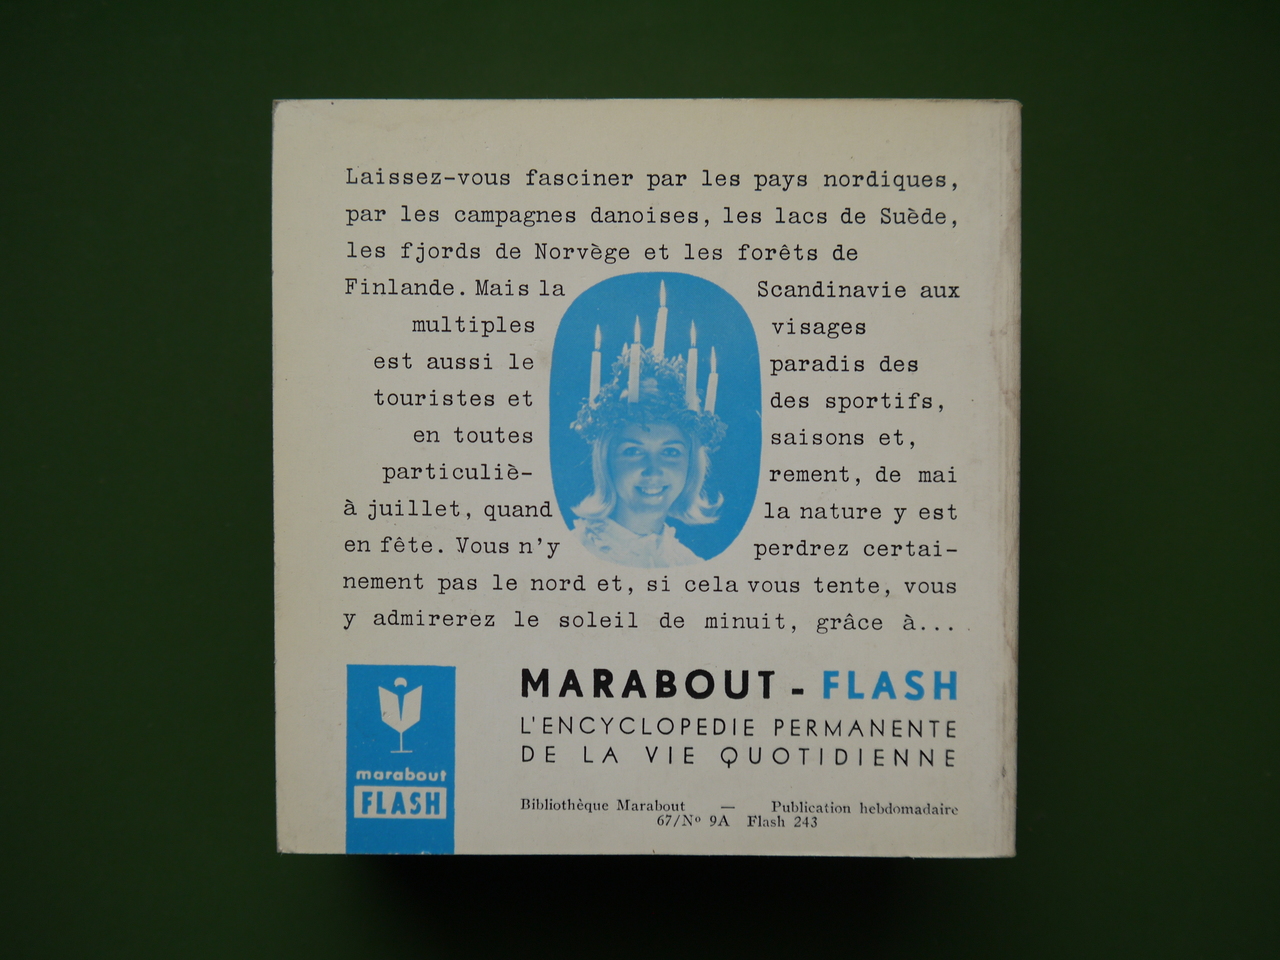 Laissez-vous fasciner par les pays nordiques,
par les campagnes danoises, les lacs de Suède,
les fjords de Norvège et les forêts de
Finlande. Mais la Scandinavie aux
multiples visages
est aussi le paradis des
touristes et des sportifs,
en toutes saisons et,
particuliè- rement, de mai
à juillet, quand la nature y est
en fête. Vous n'y perdrez certai-
nement pas le nord et, si cela vous tente, vous
y admirerez le soleil de minuit, grâce à...
MARABOUT - FLASH
L'ENCYCLOPEDIE PERMANENTE
DE LA VIE QUOTIDIENNE
marabout
FLASH
Bibliothèque Marabout — Publication hebdomadaire
67/Nº 9A Flash 243